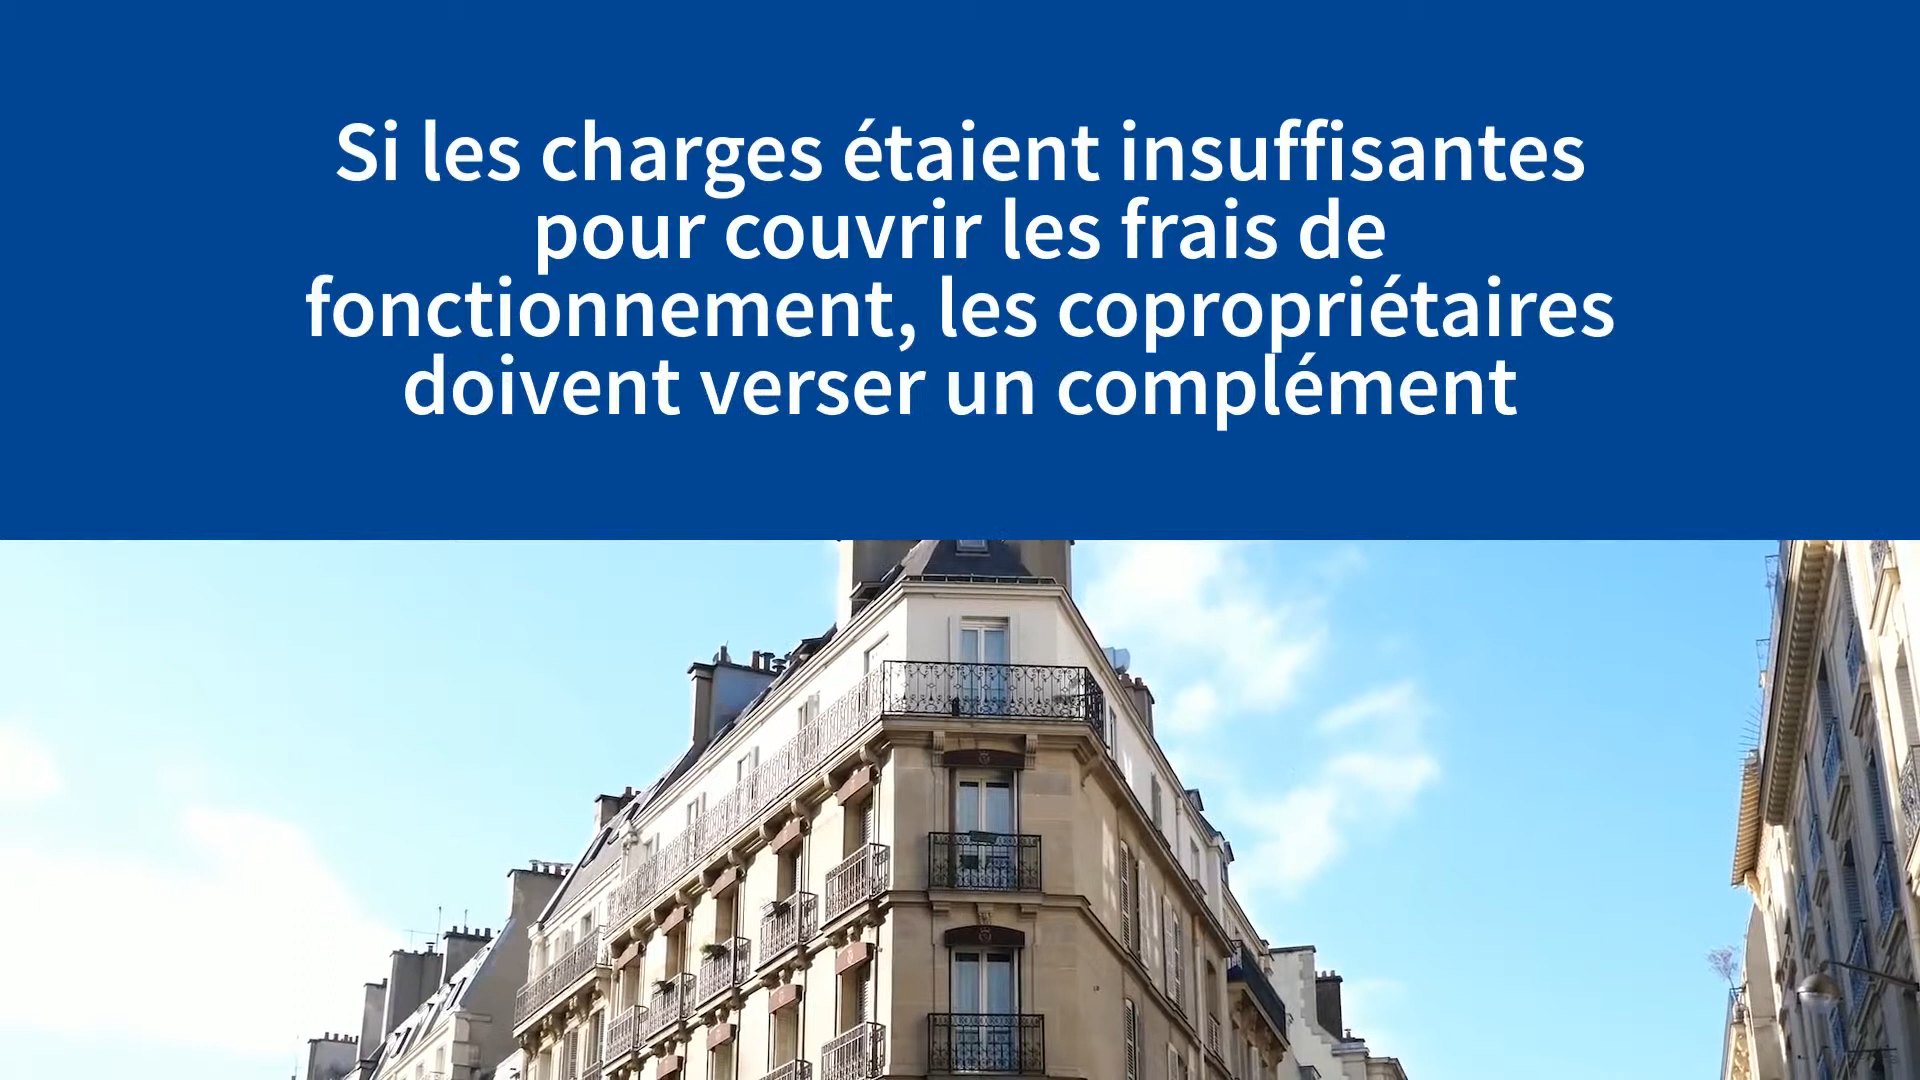 Si les charges étaient insuffisantes
pour couvrir les frais de
fonctionnement, les copropriétaires
doivent verser un complément